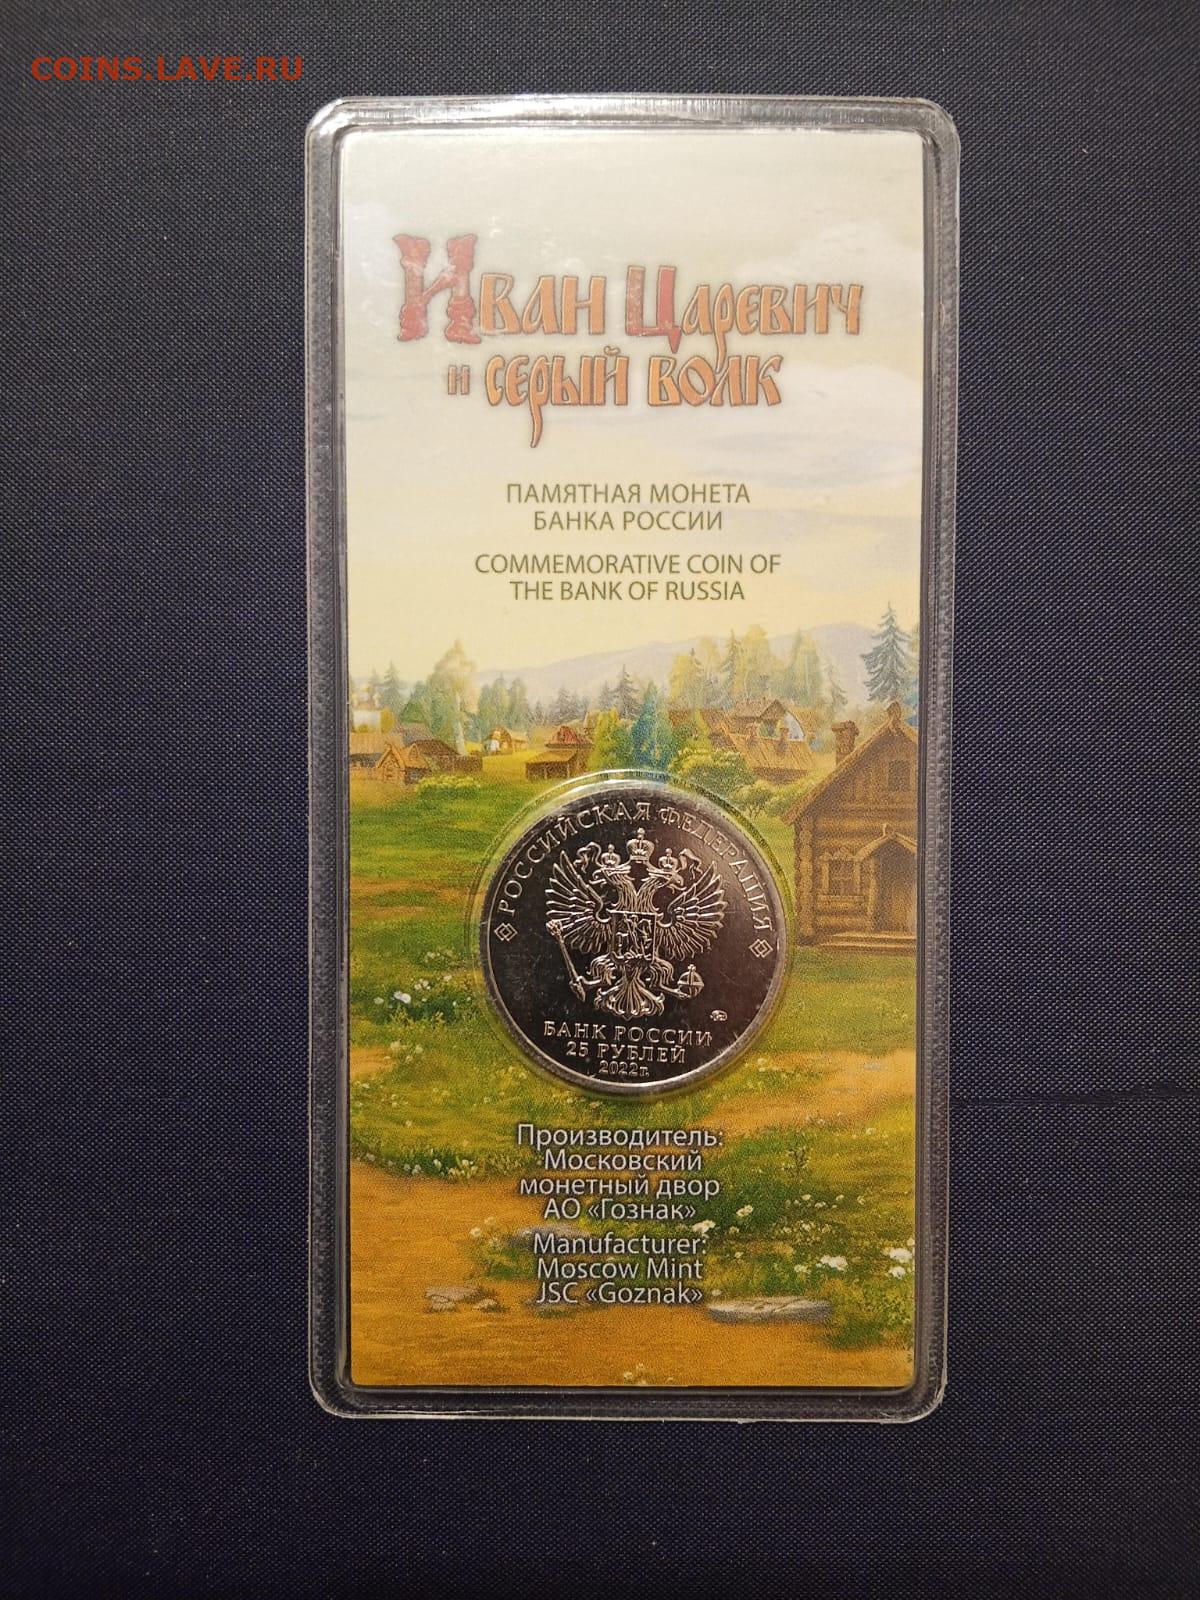 COINS.LAVE.RU
Иван Царевич
и серый волк
ПАМЯТНАЯ МОНЕТА
БАНКА РОССИИ
COMMEMORATIVE COIN OF
THE BANK OF RUSSIA
РОССИЙСКАЯ ФЕДЕРАЦИЯ
БАНК РОССИИ
25 РУБЛЕЙ
2022г.
Производитель:
Московский
монетный двор
АО «Гознак»
Manufacturer:
Moscow Mint
JSC «Goznak»